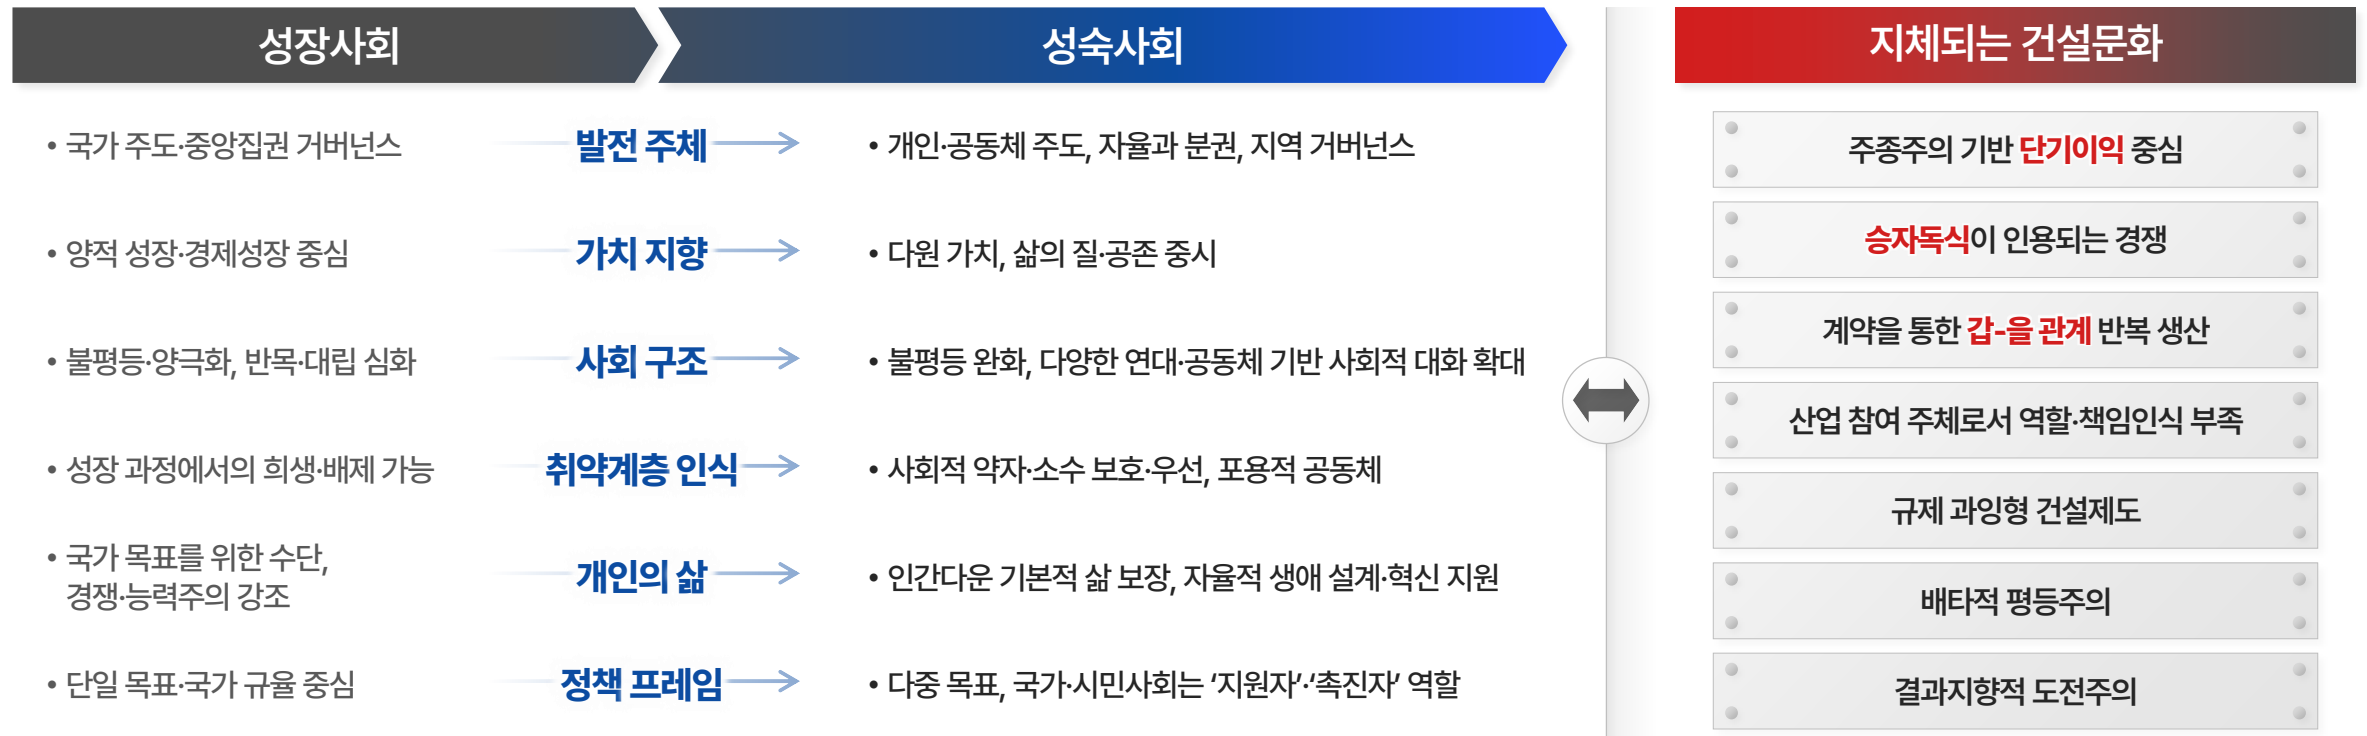 성장사회
성숙사회
지체되는 건설문화
• 국가 주도·중앙집권 거버넌스
발전 주체
• 개인·공동체 주도, 자율과 분권, 지역 거버넌스
• 양적 성장·경제성장 중심
가치 지향
• 다원 가치, 삶의 질·공존 중시
• 불평등·양극화, 반목·대립 심화
사회 구조
• 불평등 완화, 다양한 연대·공동체 기반 사회적 대화 확대
• 성장 과정에서의 희생·배제 가능
취약계층 인식
• 사회적 약자·소수 보호·우선, 포용적 공동체
• 국가 목표를 위한 수단,
경쟁·능력주의 강조
개인의 삶
• 인간다운 기본적 삶 보장, 자율적 생애 설계·혁신 지원
• 단일 목표·국가 규율 중심
정책 프레임
• 다중 목표, 국가·시민사회는 ‘지원자’·‘촉진자’ 역할
주종주의 기반 단기이익 중심
승자독식이 인용되는 경쟁
계약을 통한 갑-을 관계 반복 생산
산업 참여 주체로서 역할·책임인식 부족
규제 과잉형 건설제도
배타적 평등주의
결과지향적 도전주의